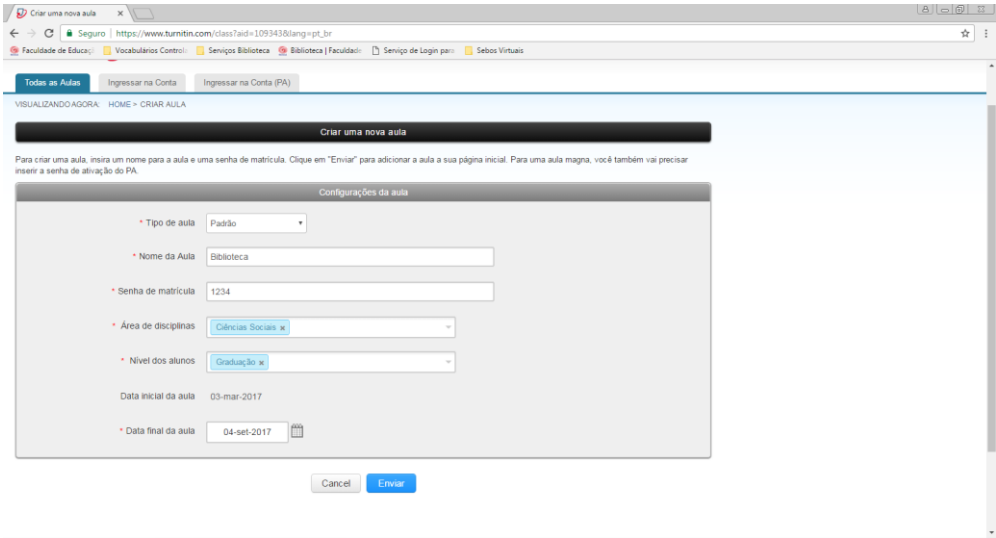 Criar uma nova aula
Seguro | https://www.turnitin.com/class?aid=109343&lang=pt_br
Faculdade de Educaç Vocabulários Control Serviços Biblioteca Biblioteca | Faculdade Serviço de Login para Sebos Virtuais
Todas as Aulas Ingressar na Conta Ingressar na Conta (PA)
VISUALIZANDO AGORA: HOME > CRIAR AULA
Criar uma nova aula
Para criar uma aula, insira um nome para a aula e uma senha de matrícula. Clique em "Enviar" para adicionar a aula a sua página inicial. Para uma aula magna, você também vai precisar
inserir a senha de ativação do PA.
Configurações da aula
* Tipo de aula Padrão
* Nome da Aula Biblioteca
* Senha de matrícula 1234
* Área de disciplinas Ciências Sociais x
* Nível dos alunos Graduação x
Data inicial da aula 03-mar-2017
* Data final da aula 04-set-2017
Cancel Enviar